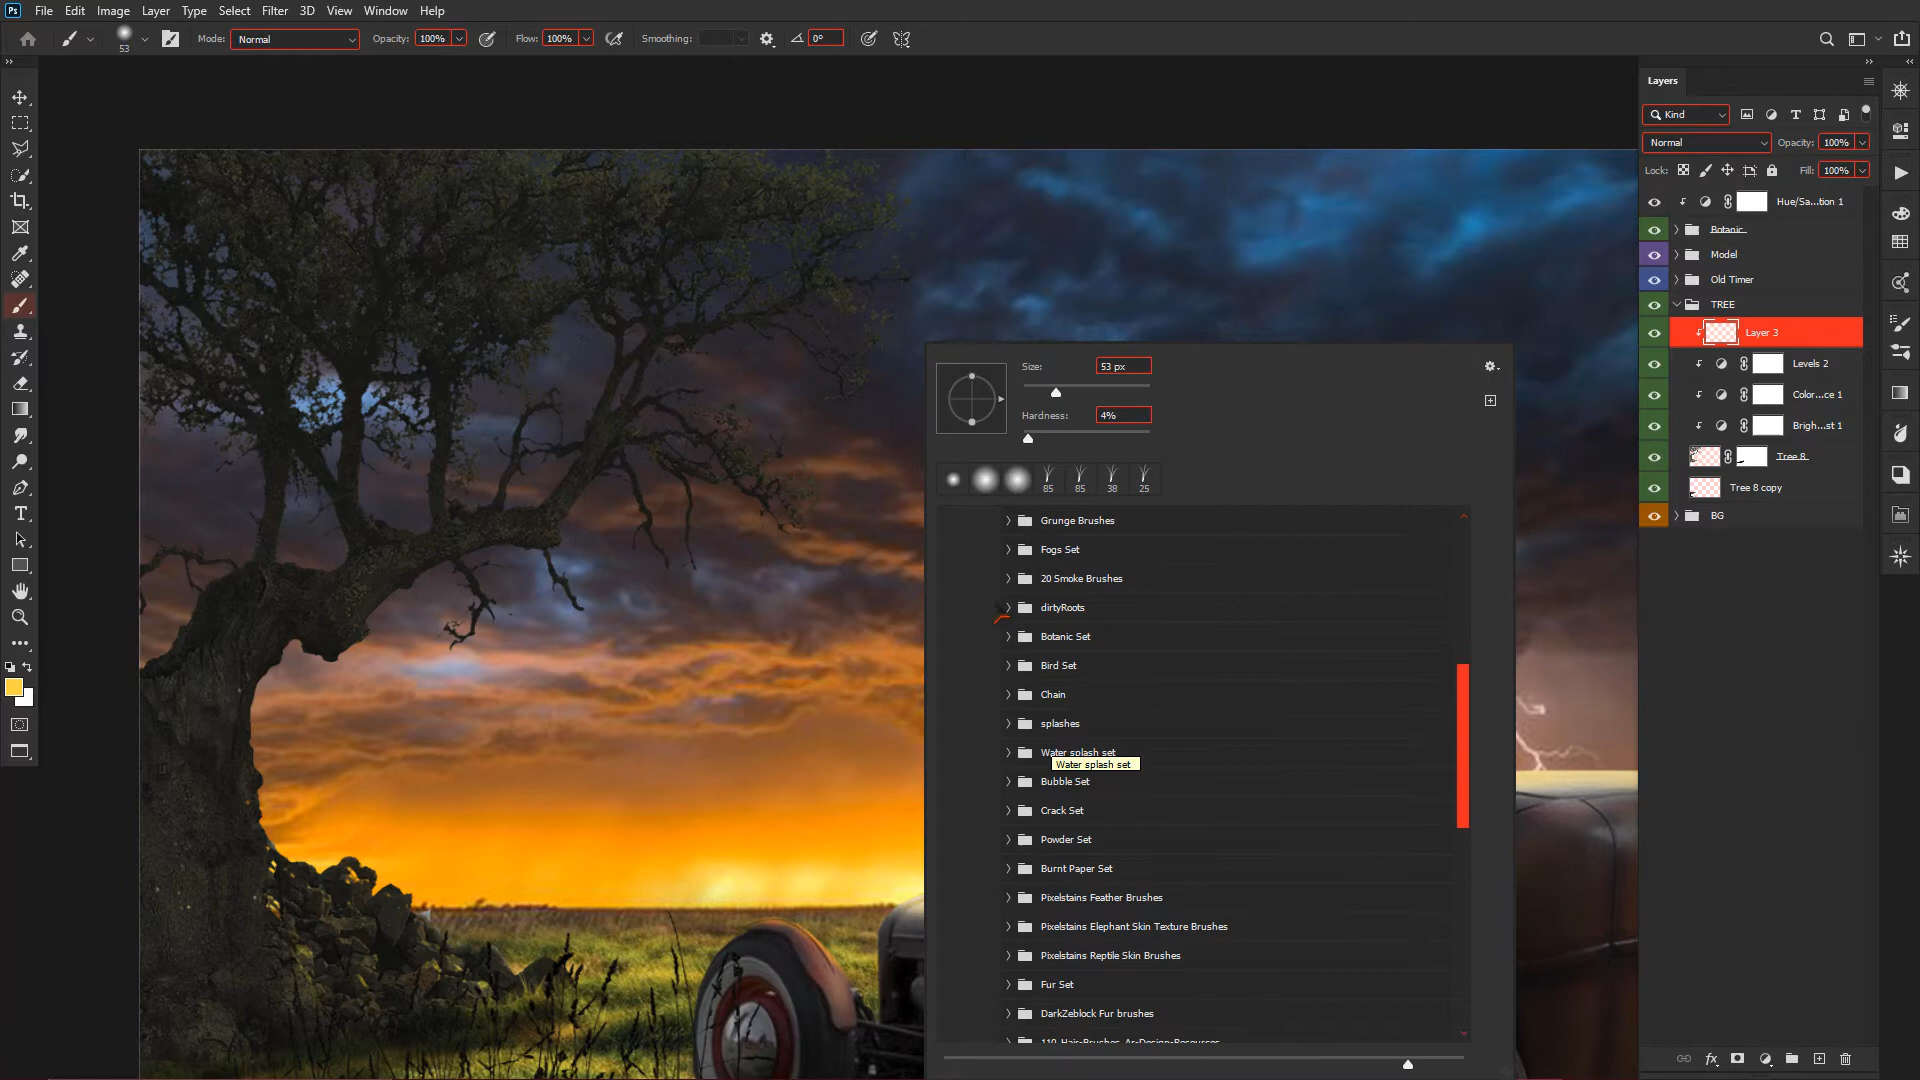 Ps File Edit Image Layer Type Select Filter 3D View Window Help
53 Mode: Normal Opacity: 100% Flow: 100% Smoothing: 0°
Layers
Kind
Normal Opacity: 100%
Lock: Fill: 100%
Hue/Sa...tion 1
Botanic
Model
Old Timer
TREE
Layer 3
Levels 2
Color...ce 1
Brigh...st 1
Tree 8
Tree 8 copy
BG
Size: 53 px
Hardness: 4%
85 85 38 25
Grunge Brushes
Fogs Set
20 Smoke Brushes
dirtyRoots
Botanic Set
Bird Set
Chain
splashes
Water splash set
Water splash set
Bubble Set
Crack Set
Powder Set
Burnt Paper Set
Pixelstains Feather Brushes
Pixelstains Elephant Skin Texture Brushes
Pixelstains Reptile Skin Brushes
Fur Set
DarkZeblock Fur brushes
110_Hair-Brushes_Ar-Design-Resources